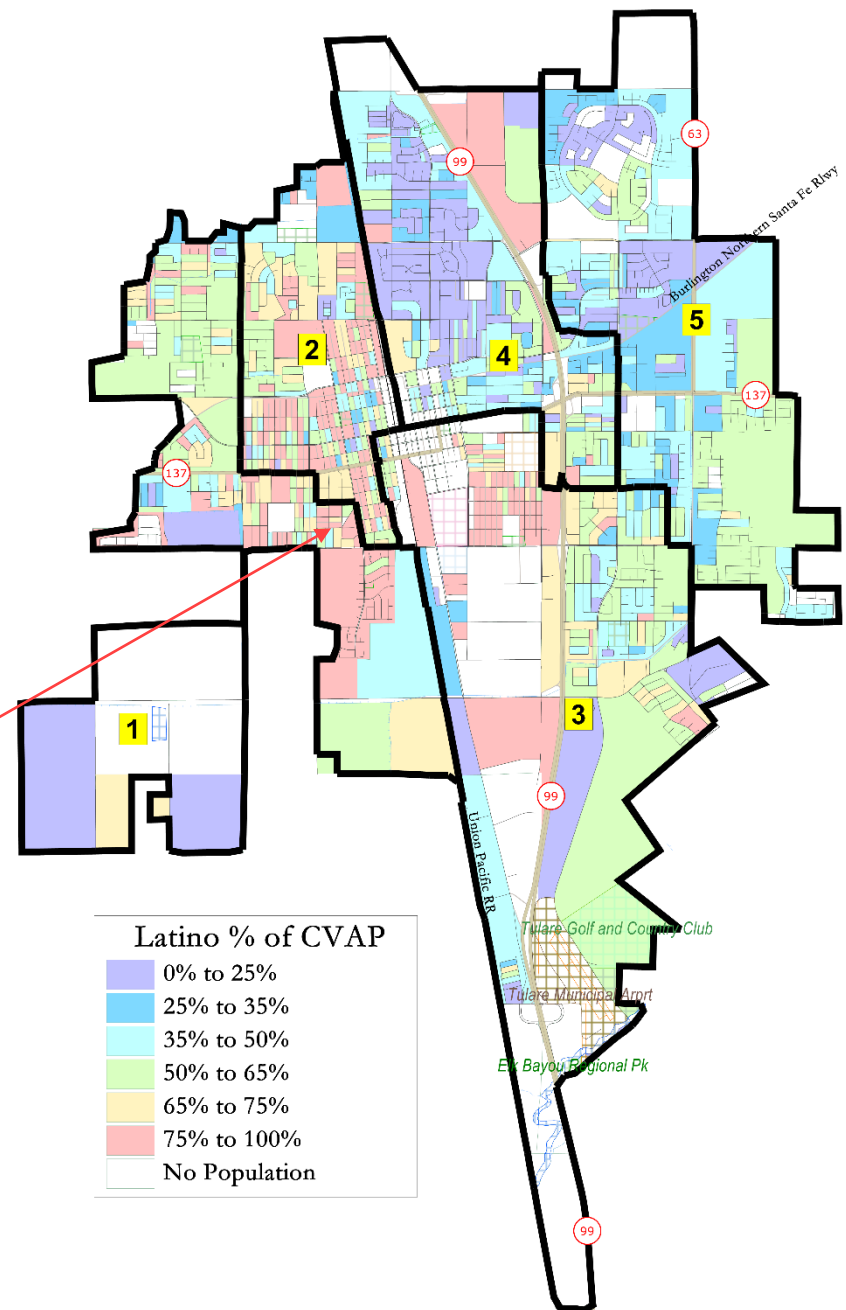 63
99
Burlington Northern Santa Fe Rlwy
5
2
4
137
137
3
1
99
Union Pacific RR
Latino % of CVAP
0% to 25%
25% to 35%
35% to 50%
50% to 65%
65% to 75%
75% to 100%
No Population
Tulare Golf and Country Club
Tulare Municipal Arprt
Elk Bayou Regional Pk
99